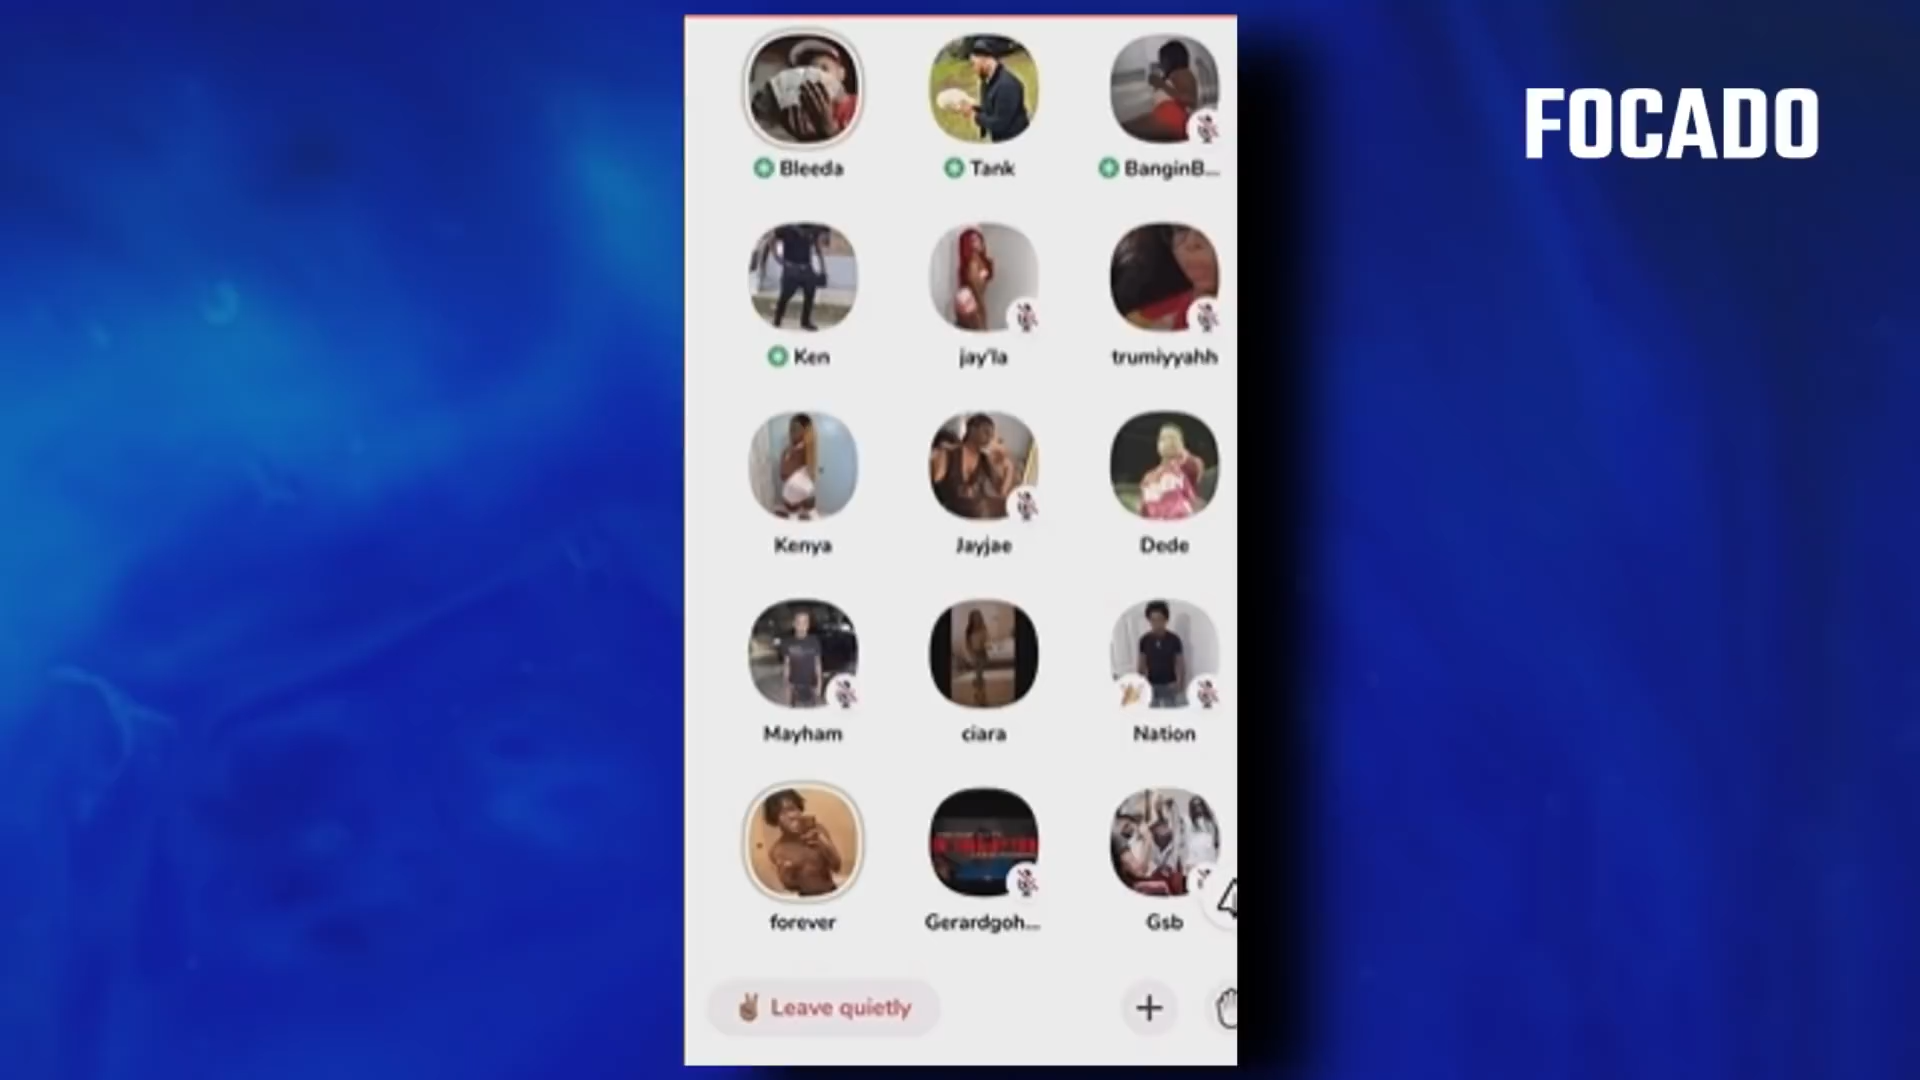 FOCADO
Bleeda
Tank
BanginB...
Ken
jay'la
trumiyyahh
Kenya
Jayjae
Dede
Mayham
ciara
Nation
forever
Gerardgoh...
Gsb
✌🏽 Leave quietly